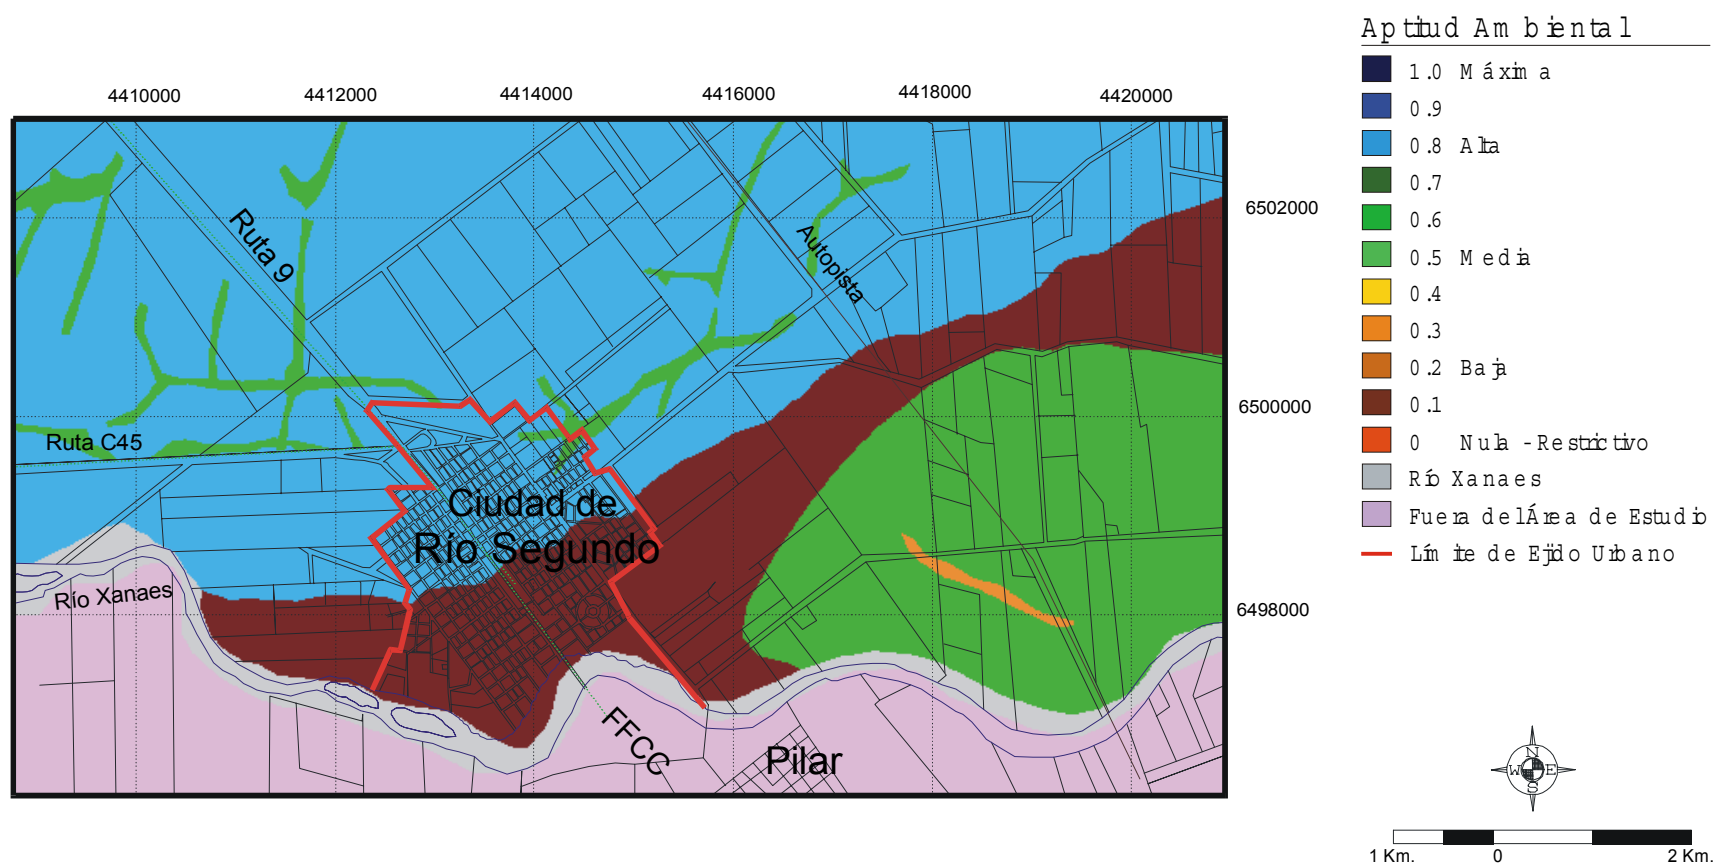 Aptitud Ambiental
1.0 Máxima
0.9
0.8 Alta
0.7
0.6
0.5 Media
0.4
0.3
0.2 Baja
0.1
0 Nula - Restrictivo
Río Xanaes
Fuera del Área de Estudio
Límite de Ejido Urbano
4410000 4412000 4414000 4416000 4418000 4420000
6502000
6500000
6498000
Ruta 9
Autopista
Ruta C45
Ciudad de
Río Segundo
Río Xanaes
FFCC
Pilar
N
W E
S
1 Km. 0 2 Km.